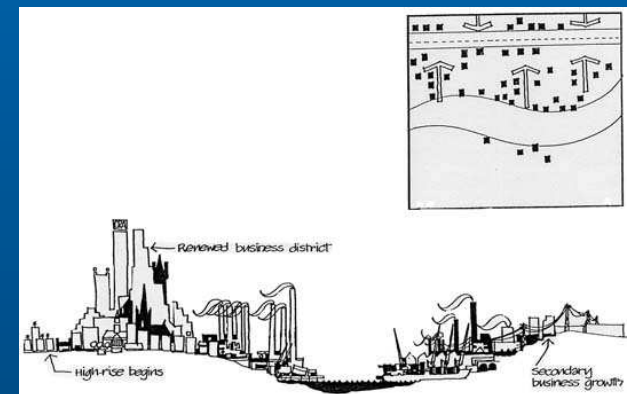 Renewed business district
High-rise begins
Secondary
business growth